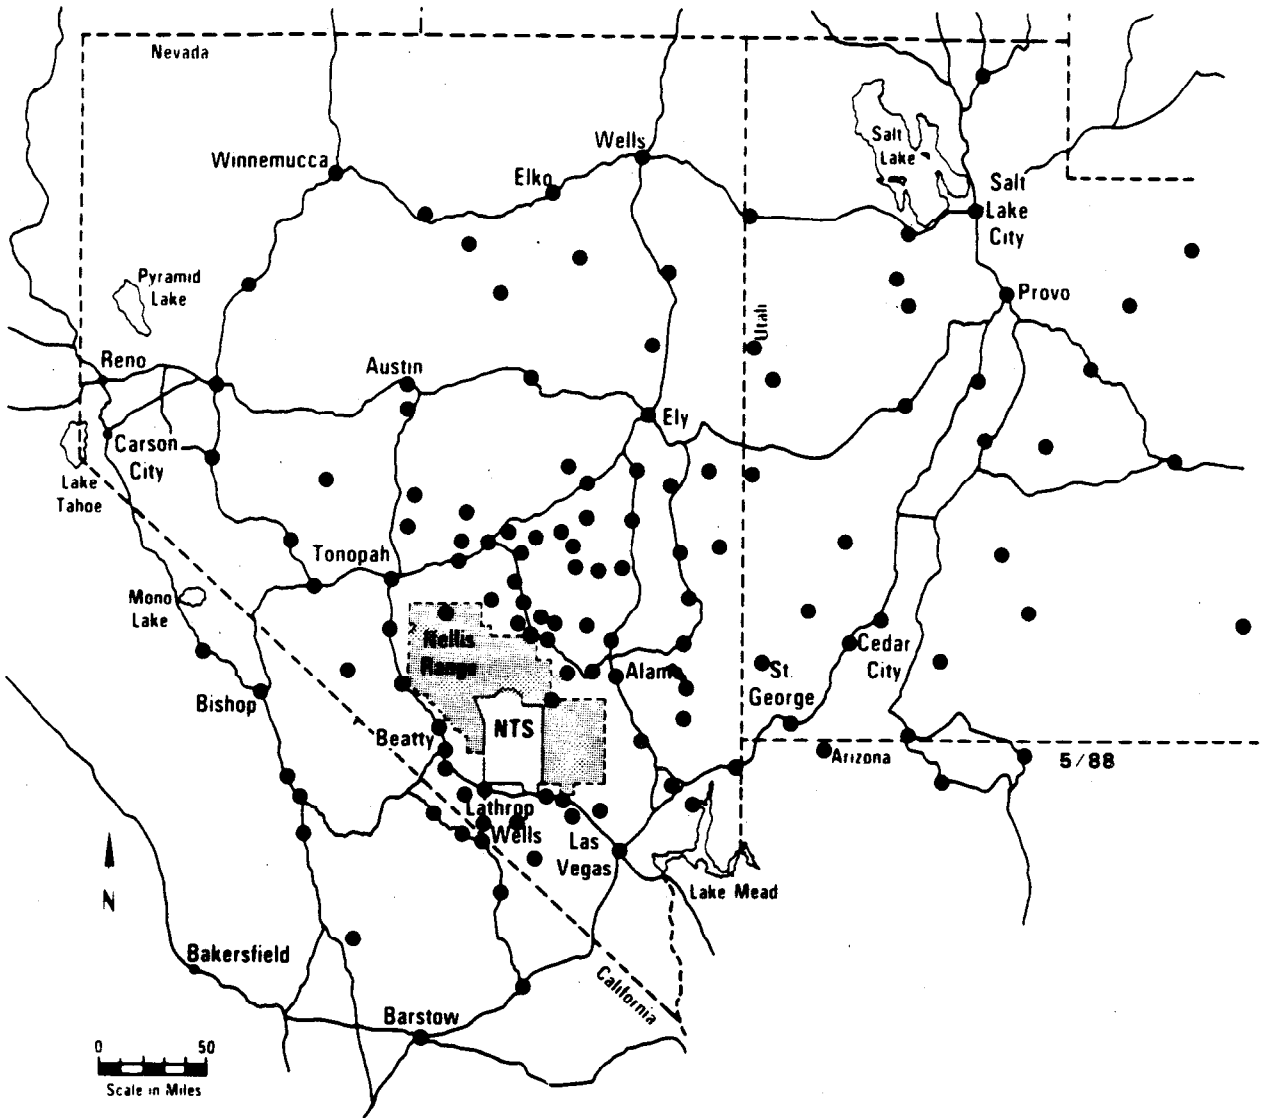 Nevada
Wells
Winnemucca
Elko
Salt
Lake
Salt
Lake
City
Pyramid
Lake
Provo
Utah
Reno
Austin
Ely
Carson
City
Lake
Tahoe
Tonopah
Mono
Lake
Nellis
Range
Cedar
City
Alamo
St.
George
Bishop
NTS
Beatty
Arizona
5/88
Lathrop
Wells
Las
Vegas
Lake Mead
N
Bakersfield
California
Barstow
0 50
Scale in Miles